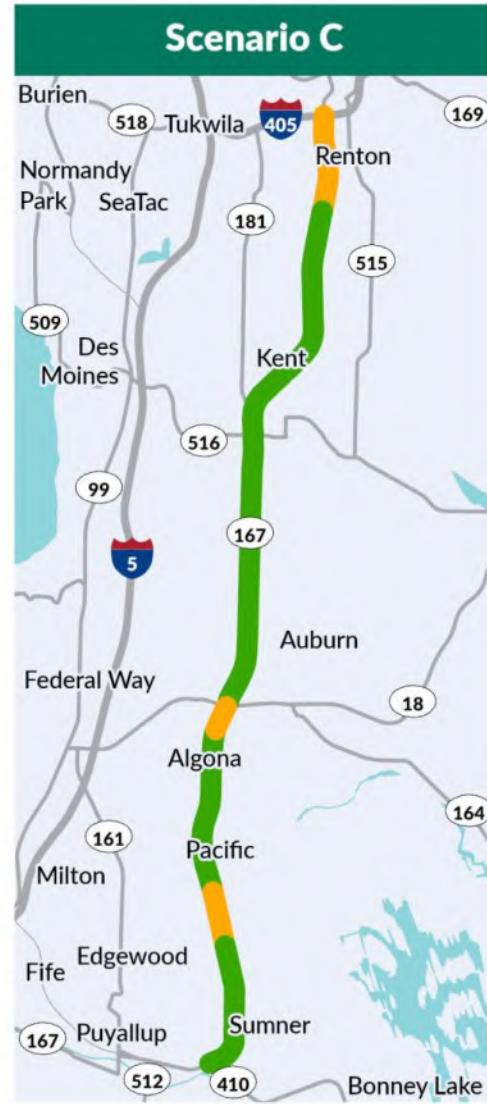 Scenario C
Burien
518
Tukwila
405
169
Renton
Normandy
Park
SeaTac
181
515
509
Des
Moines
Kent
516
99
167
5
Auburn
Federal Way
18
Algona
164
161
Pacific
Milton
Edgewood
Fife
Sumner
167
Puyallup
512
410
Bonney Lake